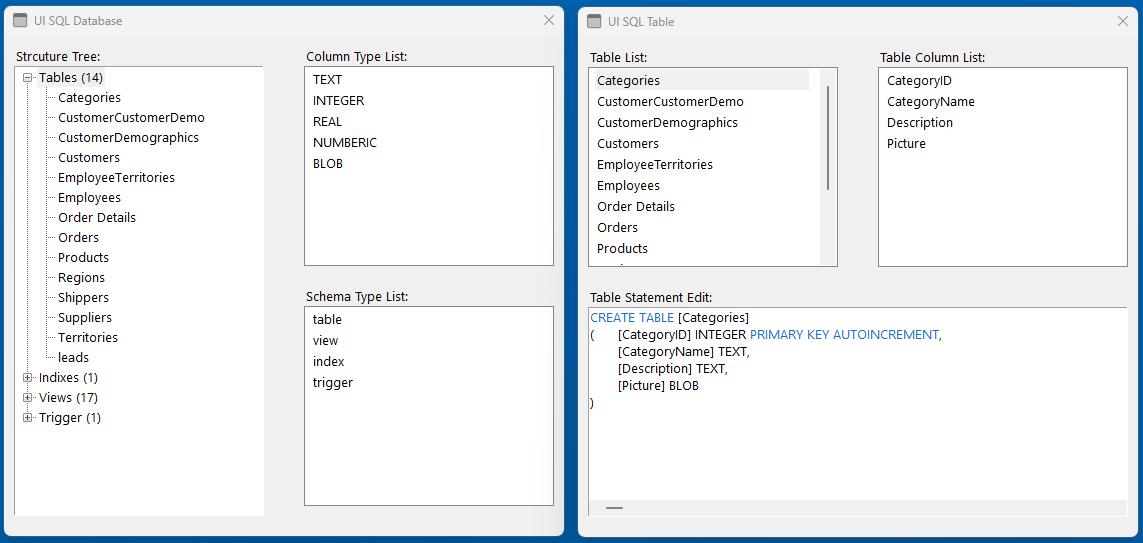 UI SQL Database
Strcuture Tree:
Tables (14)
Categories
CustomerCustomerDemo
CustomerDemographics
Customers
EmployeeTerritories
Employees
Order Details
Orders
Products
Regions
Shippers
Suppliers
Territories
leads
Indixes (1)
Views (17)
Trigger (1)
Column Type List:
TEXT
INTEGER
REAL
NUMBERIC
BLOB
Schema Type List:
table
view
index
trigger
UI SQL Table
Table List:
Categories
CustomerCustomerDemo
CustomerDemographics
Customers
EmployeeTerritories
Employees
Order Details
Orders
Products
Table Column List:
CategoryID
CategoryName
Description
Picture
Table Statement Edit:
CREATE TABLE [Categories]
( [CategoryID] INTEGER PRIMARY KEY AUTOINCREMENT,
[CategoryName] TEXT,
[Description] TEXT,
[Picture] BLOB
)